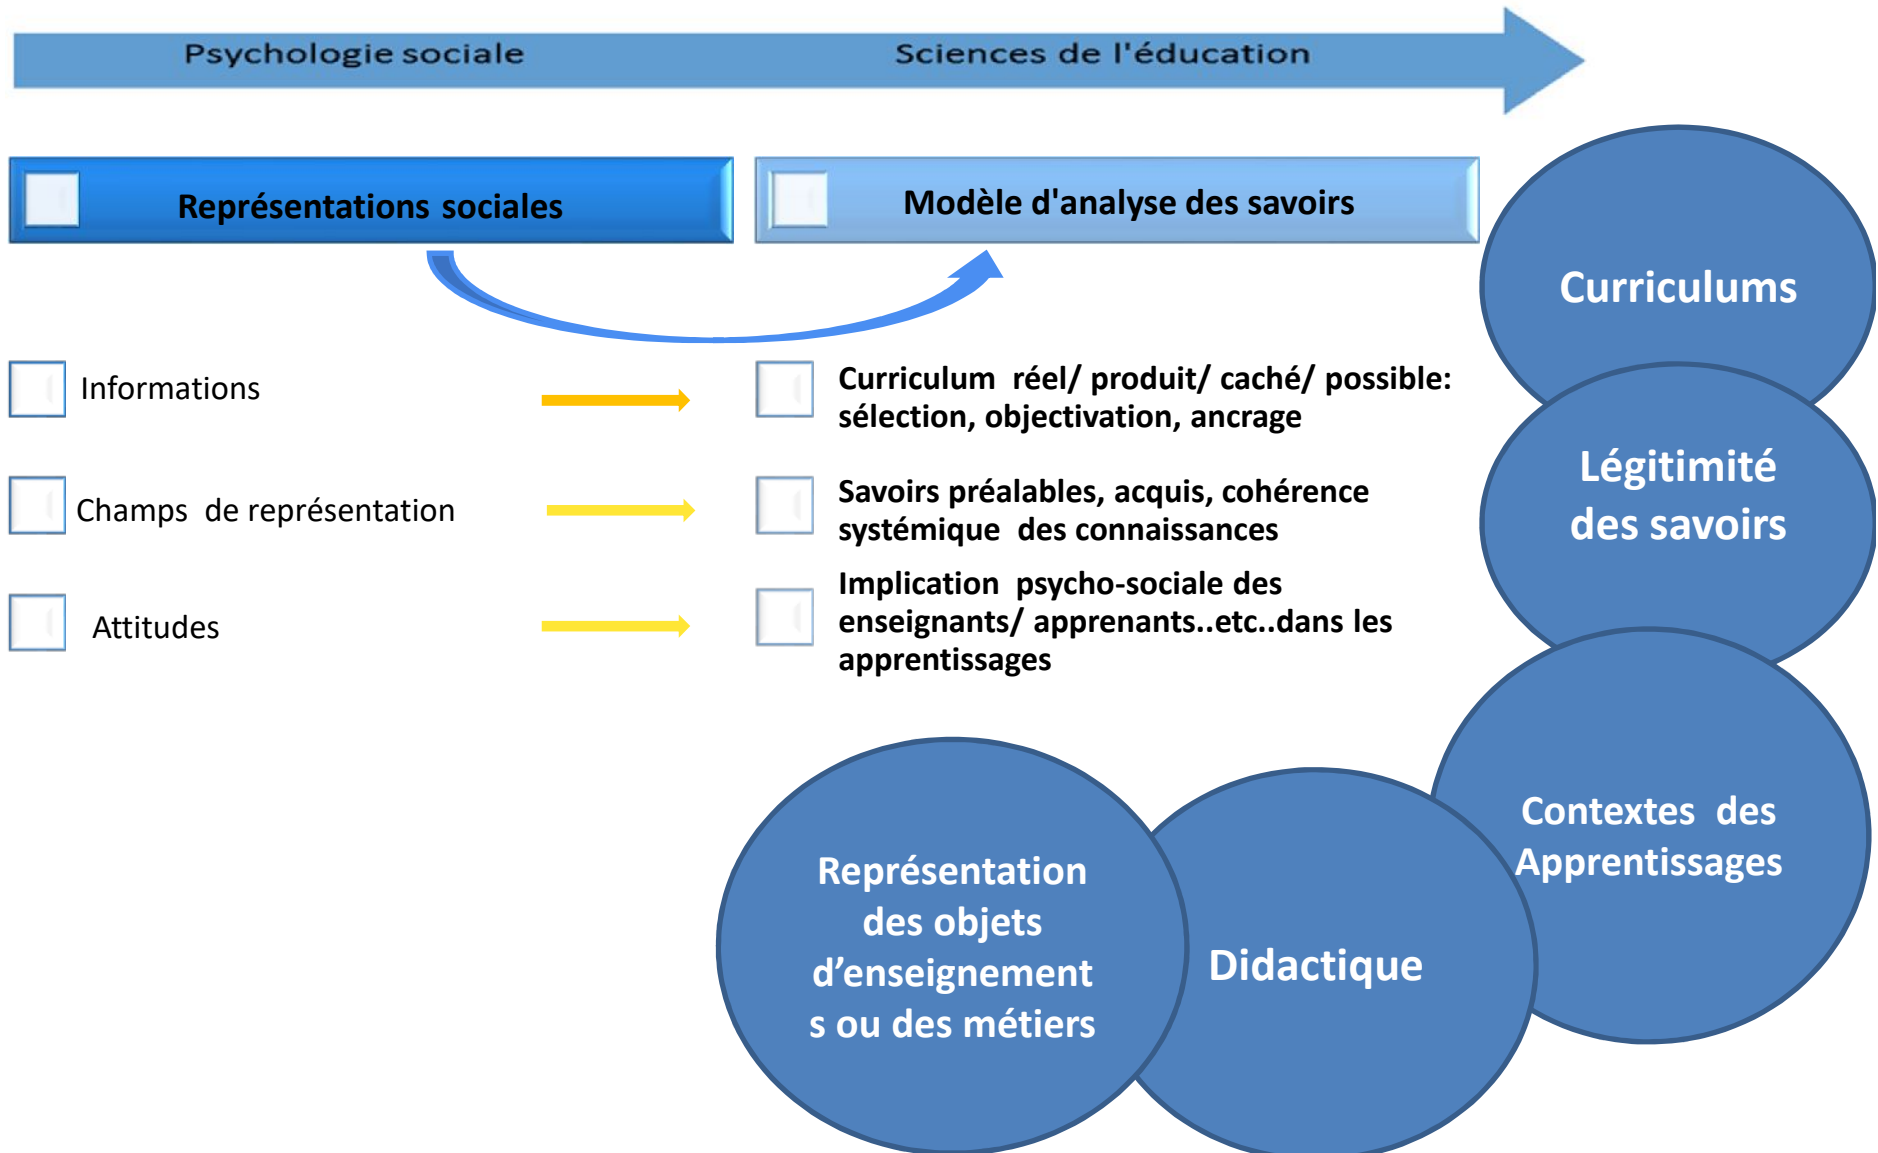 Psychologie sociale
Sciences de l'éducation
Représentations sociales
Modèle d'analyse des savoirs
Informations
Curriculum réel/ produit/ caché/ possible:
sélection, objectivation, ancrage
Champs de représentation
Savoirs préalables, acquis, cohérence
systémique des connaissances
Attitudes
Implication psycho-sociale des
enseignants/ apprenants..etc..dans les
apprentissages
Curriculums
Légitimité
des savoirs
Contextes des
Apprentissages
Didactique
Représentation
des objets
d’enseignement
s ou des métiers